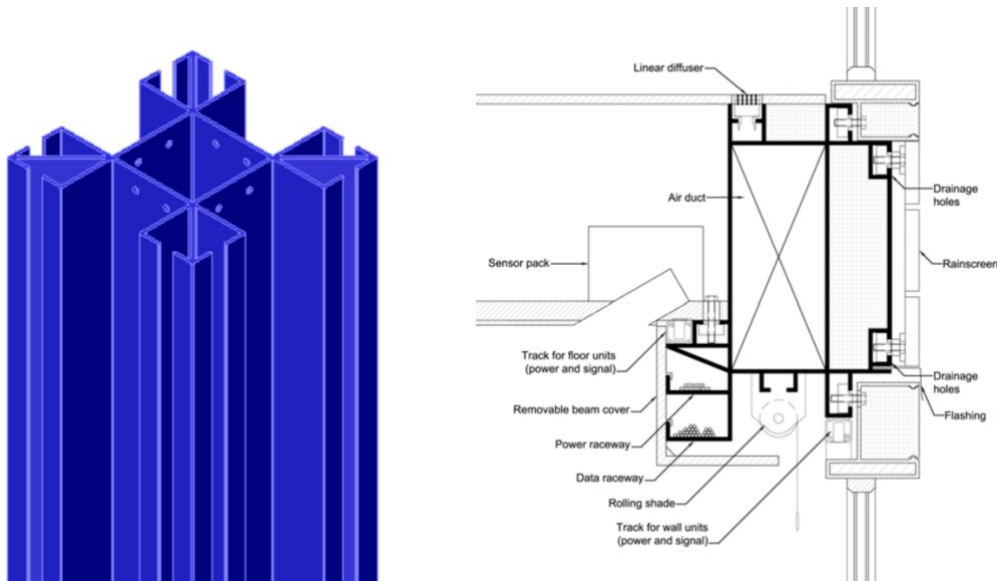 Linear diffuser
Air duct
Drainage
holes
Sensor pack
Rainscreen
Track for floor units
(power and signal)
Drainage
holes
Removable beam cover
Flashing
Power raceway
Data raceway
Rolling shade
Track for wall units
(power and signal)